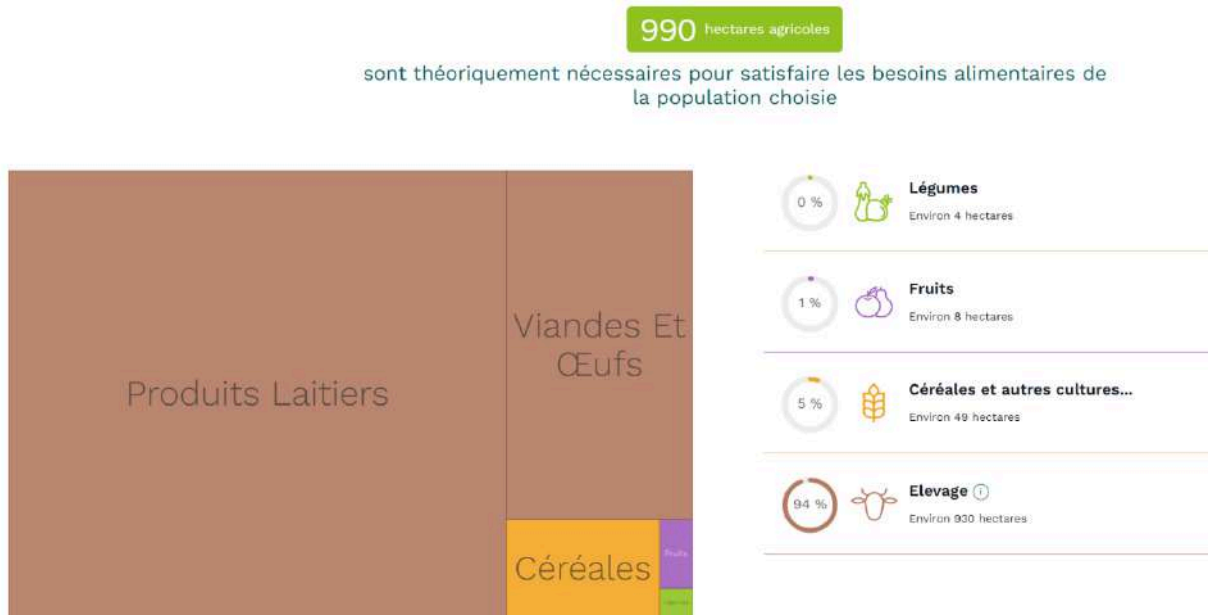 990 hectares agricoles
sont théoriquement nécessaires pour satisfaire les besoins alimentaires de
la population choisie
Produits Laitiers
Viandes Et
Œufs
Céréales
Fruits
0 %
Légumes
Environ 4 hectares
1 %
Fruits
Environ 8 hectares
5 %
Céréales et autres cultures...
Environ 49 hectares
94 %
Elevage
Environ 930 hectares